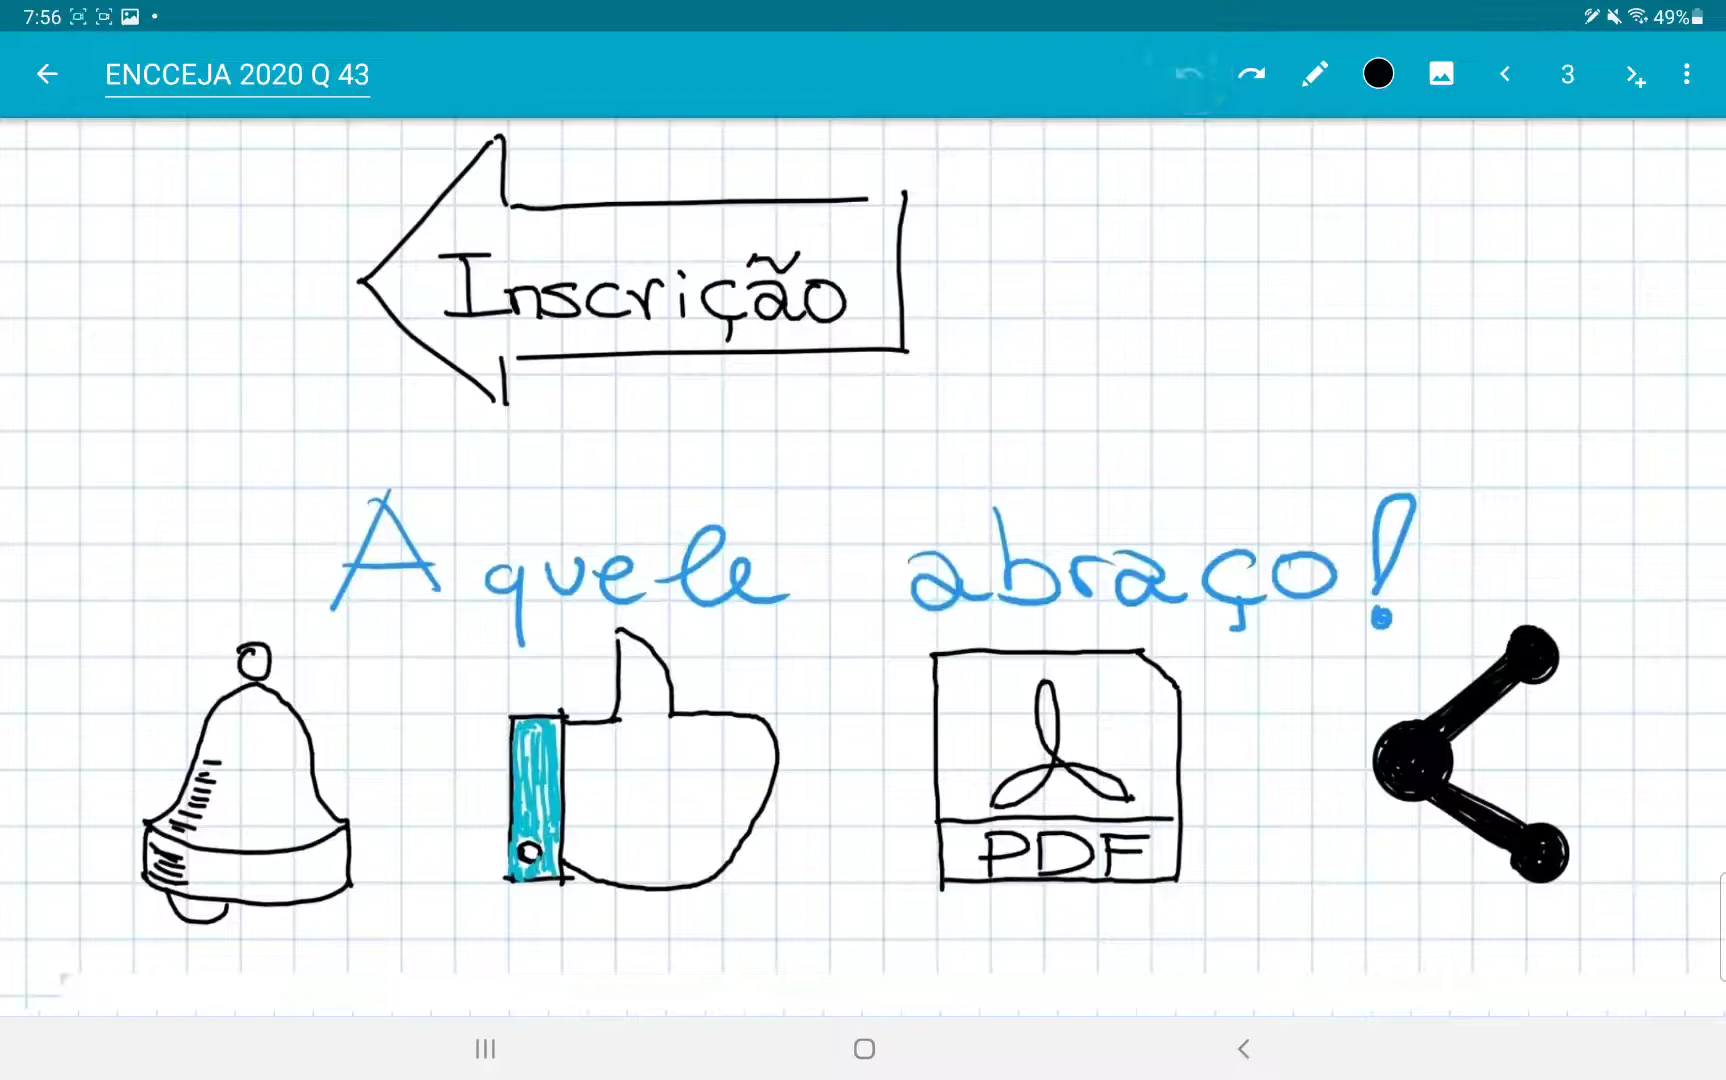 7:56
49%
ENCCEJA 2020 Q 43
3
Inscrição
Aquele abraço!
PDF